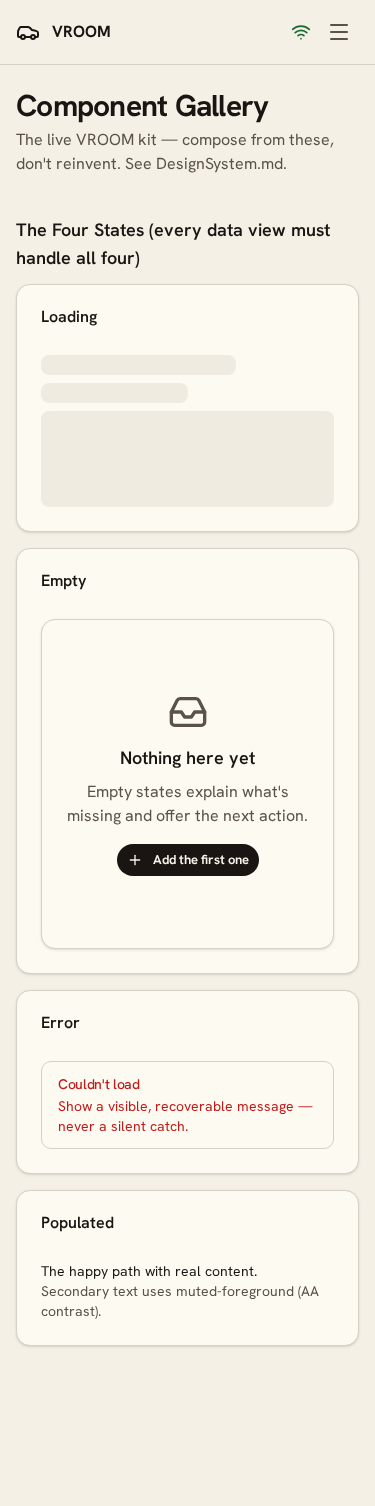 VROOM
Component Gallery
The live VROOM kit — compose from these,
don't reinvent. See DesignSystem.md.
The Four States (every data view must
handle all four)
Loading
Empty
Nothing here yet
Empty states explain what's
missing and offer the next action.
Add the first one
Error
Couldn't load
Show a visible, recoverable message —
never a silent catch.
Populated
The happy path with real content.
Secondary text uses muted-foreground (AA
contrast).